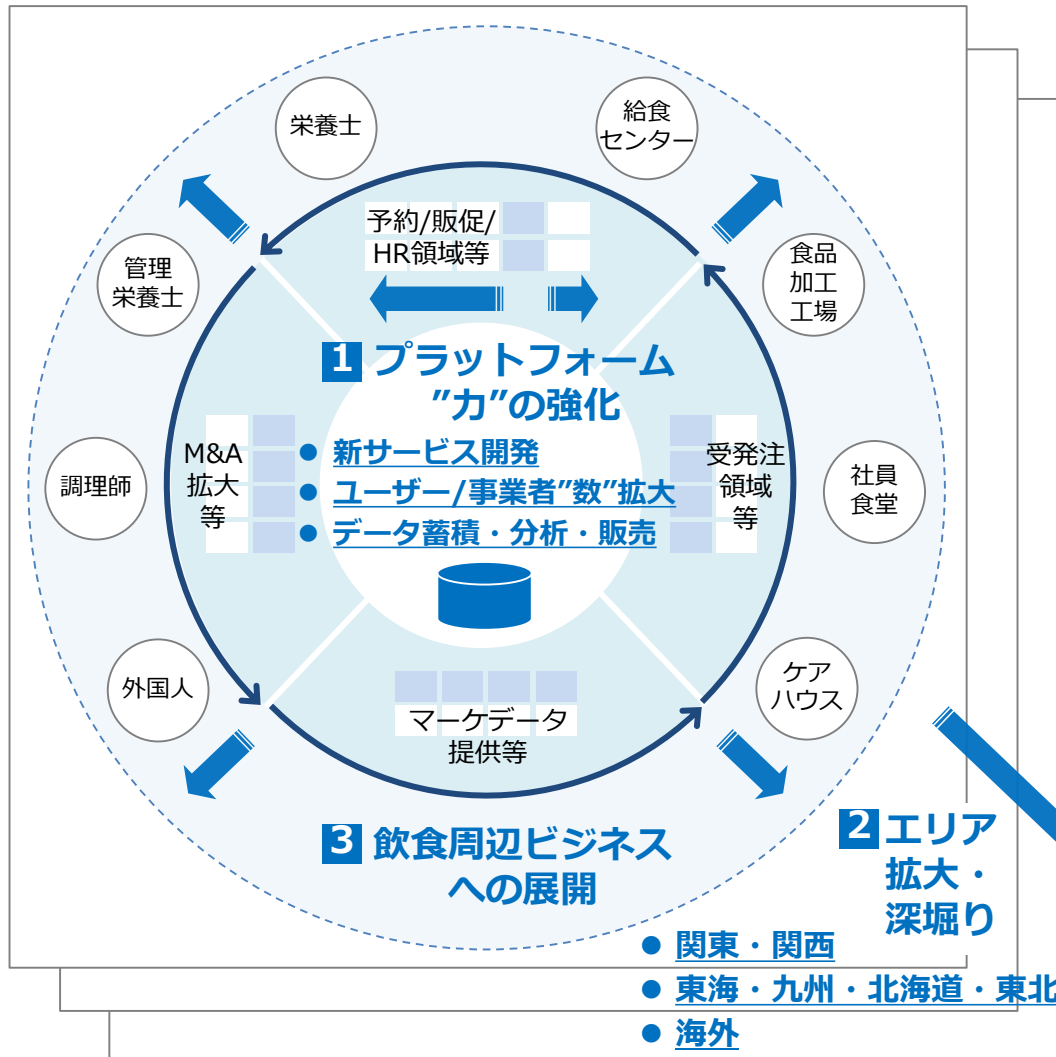 栄養士
給食
センター
予約/販促/
HR領域等
管理
栄養士
食品
加工
工場
1 プラットフォーム
”力”の強化
● 新サービス開発
● ユーザー/事業者”数”拡大
● データ蓄積・分析・販売
M&A
拡大
等
受発注
領域
等
調理師
社員
食堂
外国人
ケア
ハウス
マーケデータ
提供等
3 飲食周辺ビジネス
への展開
2 エリア
拡大・
深堀り
● 関東・関西
● 東海・九州・北海道・東北
● 海外